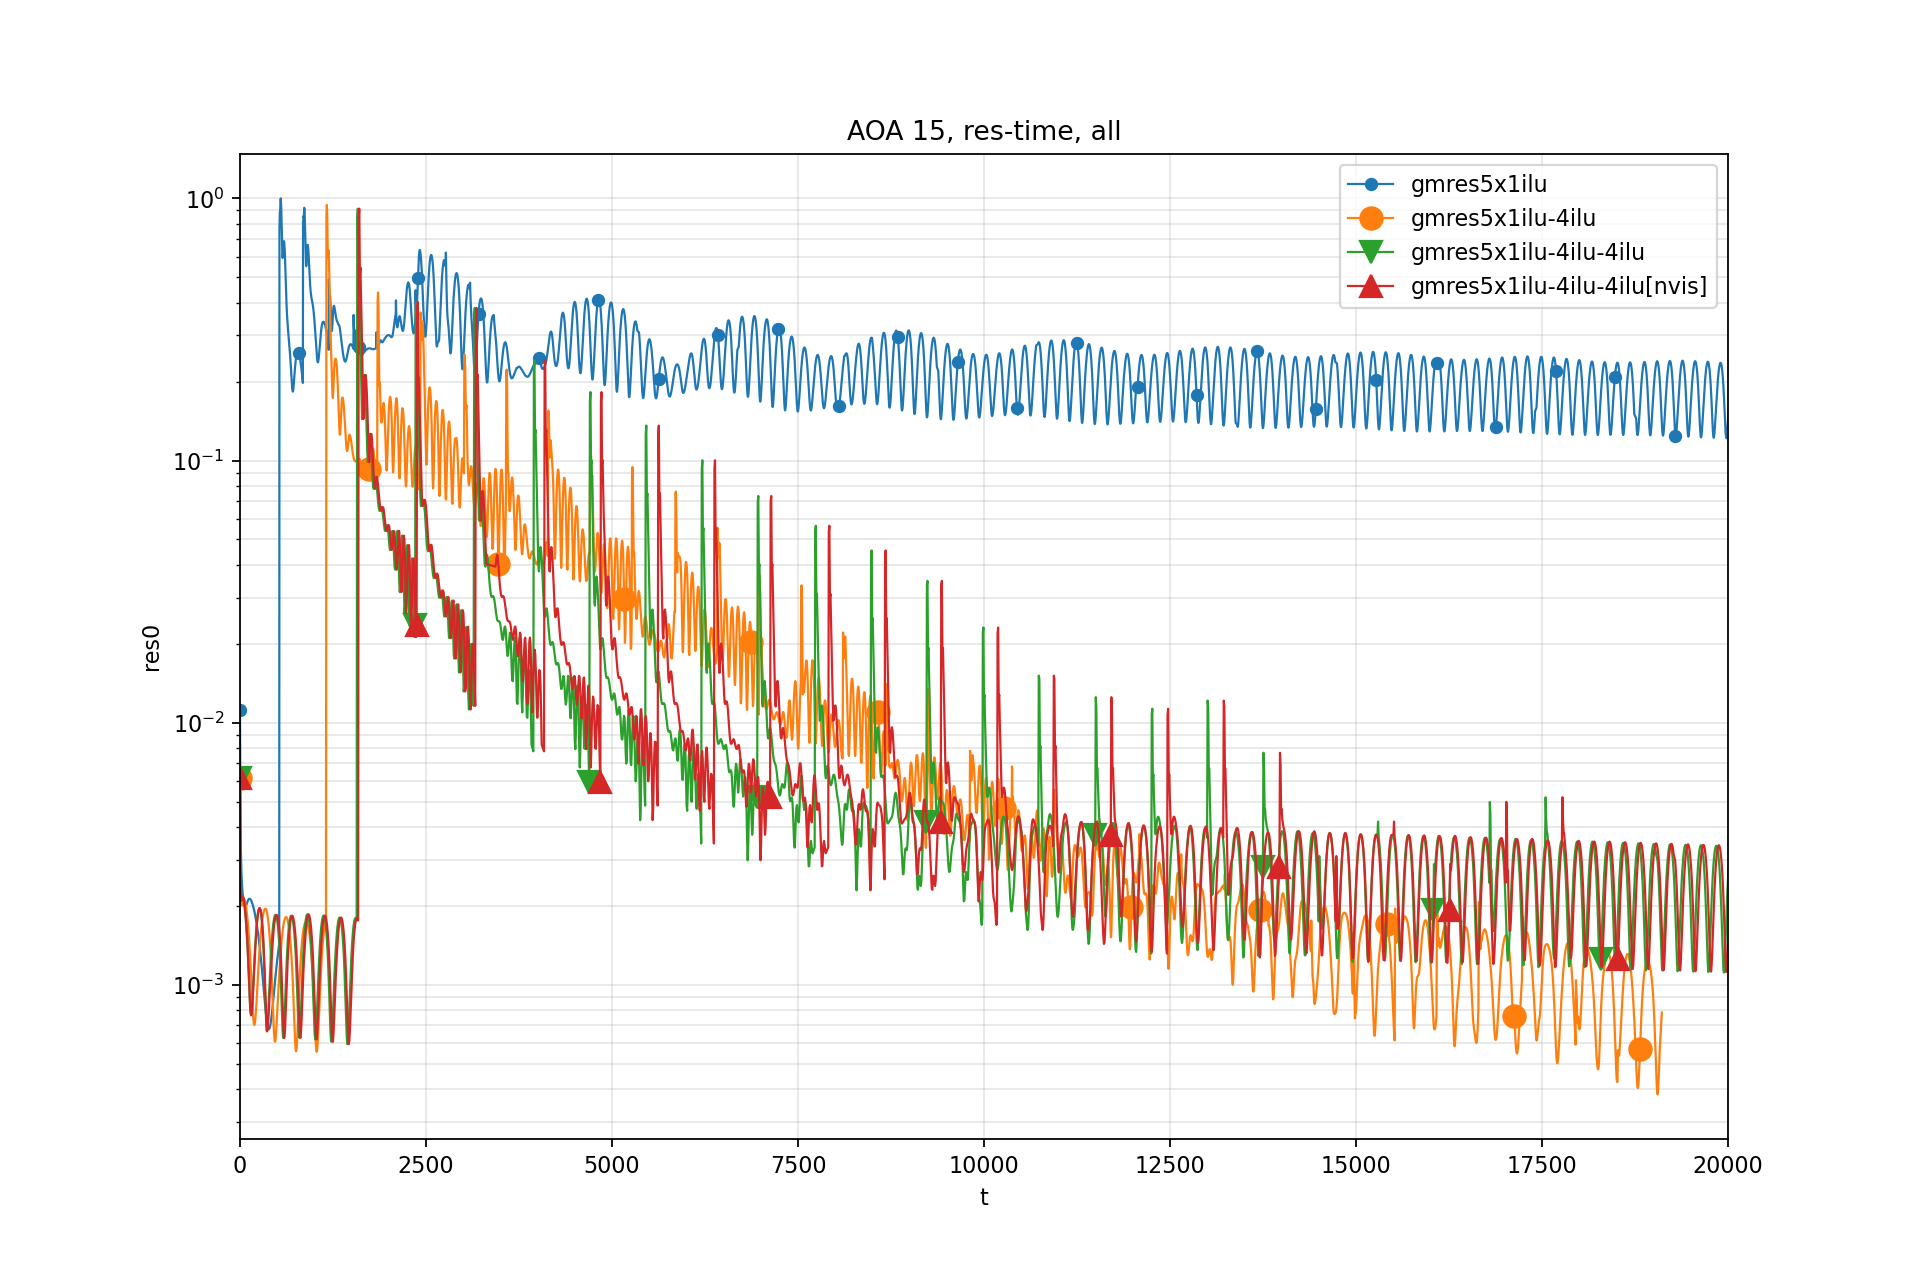 AOA 15, res-time, all
gmres5x1ilu
gmres5x1ilu-4ilu
gmres5x1ilu-4ilu-4ilu
gmres5x1ilu-4ilu-4ilu[nvis]
10⁰
10⁻¹
10⁻²
10⁻³
res0
0 2500 5000 7500 10000 12500 15000 17500 20000
t